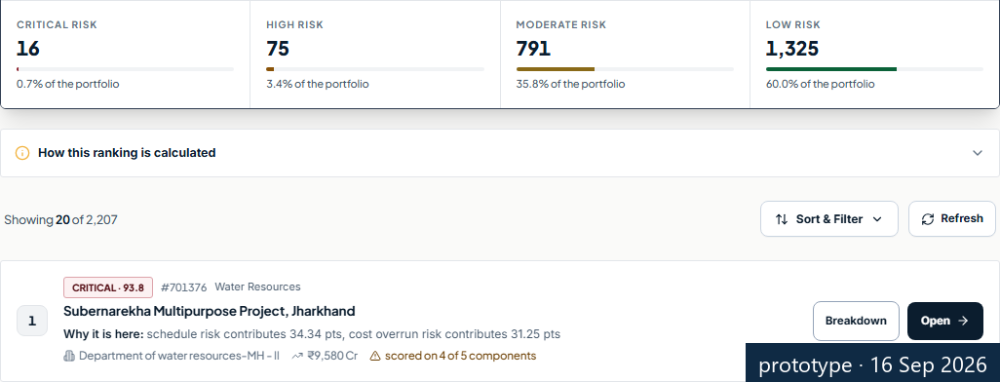 CRITICAL RISK
16
0.7% of the portfolio
HIGH RISK
75
3.4% of the portfolio
MODERATE RISK
791
35.8% of the portfolio
LOW RISK
1,325
60.0% of the portfolio
How this ranking is calculated
Showing 20 of 2,207
Sort & Filter
Refresh
1
CRITICAL · 93.8 #701376 Water Resources
Subernarekha Multipurpose Project, Jharkhand
Why it is here: schedule risk contributes 34.34 pts, cost overrun risk contributes 31.25 pts
Department of water resources-MH - II ₹9,580 Cr scored on 4 of 5 components
Breakdown
Open →
prototype · 16 Sep 2026